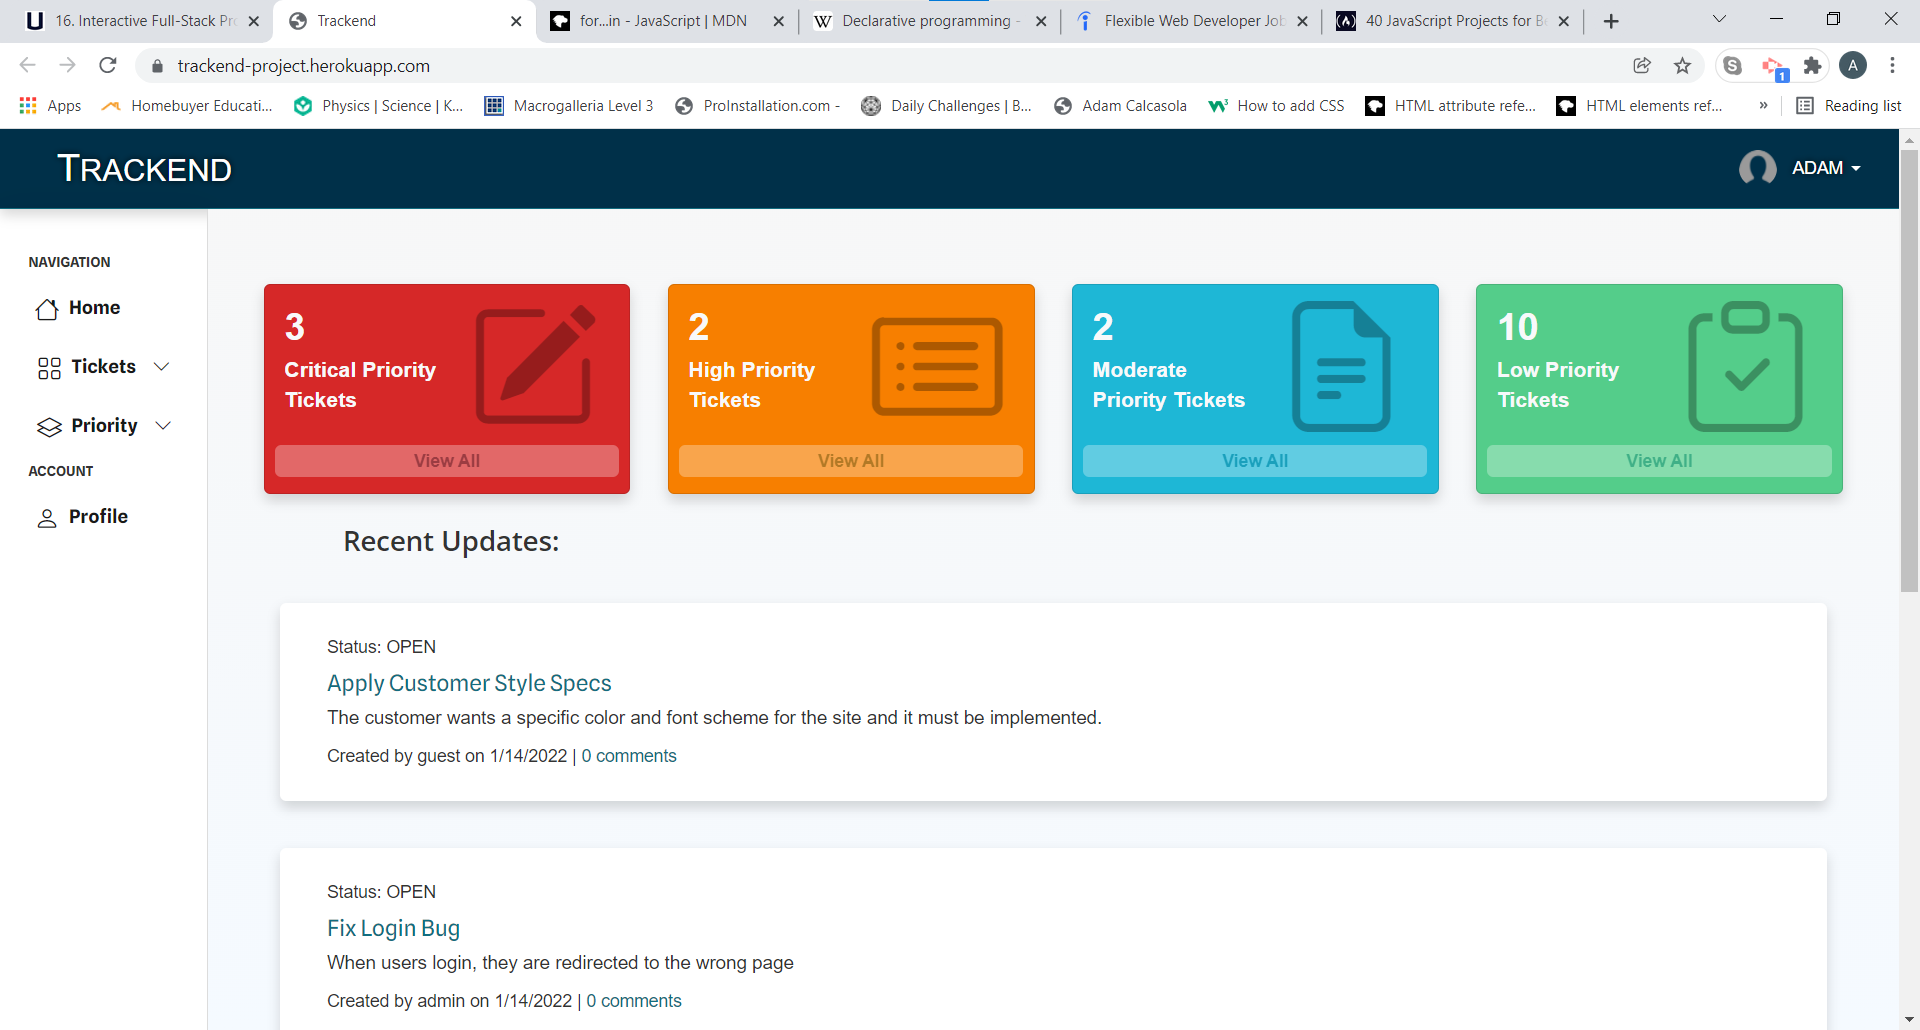 16. Interactive Full-Stack Pro
Trackend
for...in - JavaScript | MDN
Declarative programming -
Flexible Web Developer Job
40 JavaScript Projects for Be
trackend-project.herokuapp.com
1
A
Apps
Homebuyer Educati...
Physics | Science | K...
Macrogalleria Level 3
ProInstallation.com -
Daily Challenges | B...
Adam Calcasola
How to add CSS
HTML attribute refe...
HTML elements ref...
»
Reading list
TRACKEND
ADAM
NAVIGATION
Home
Tickets
Priority
ACCOUNT
Profile
3
Critical Priority
Tickets
View All
2
High Priority
Tickets
View All
2
Moderate
Priority Tickets
View All
10
Low Priority
Tickets
View All
Recent Updates:
Status: OPEN
Apply Customer Style Specs
The customer wants a specific color and font scheme for the site and it must be implemented.
Created by guest on 1/14/2022 | 0 comments
Status: OPEN
Fix Login Bug
When users login, they are redirected to the wrong page
Created by admin on 1/14/2022 | 0 comments